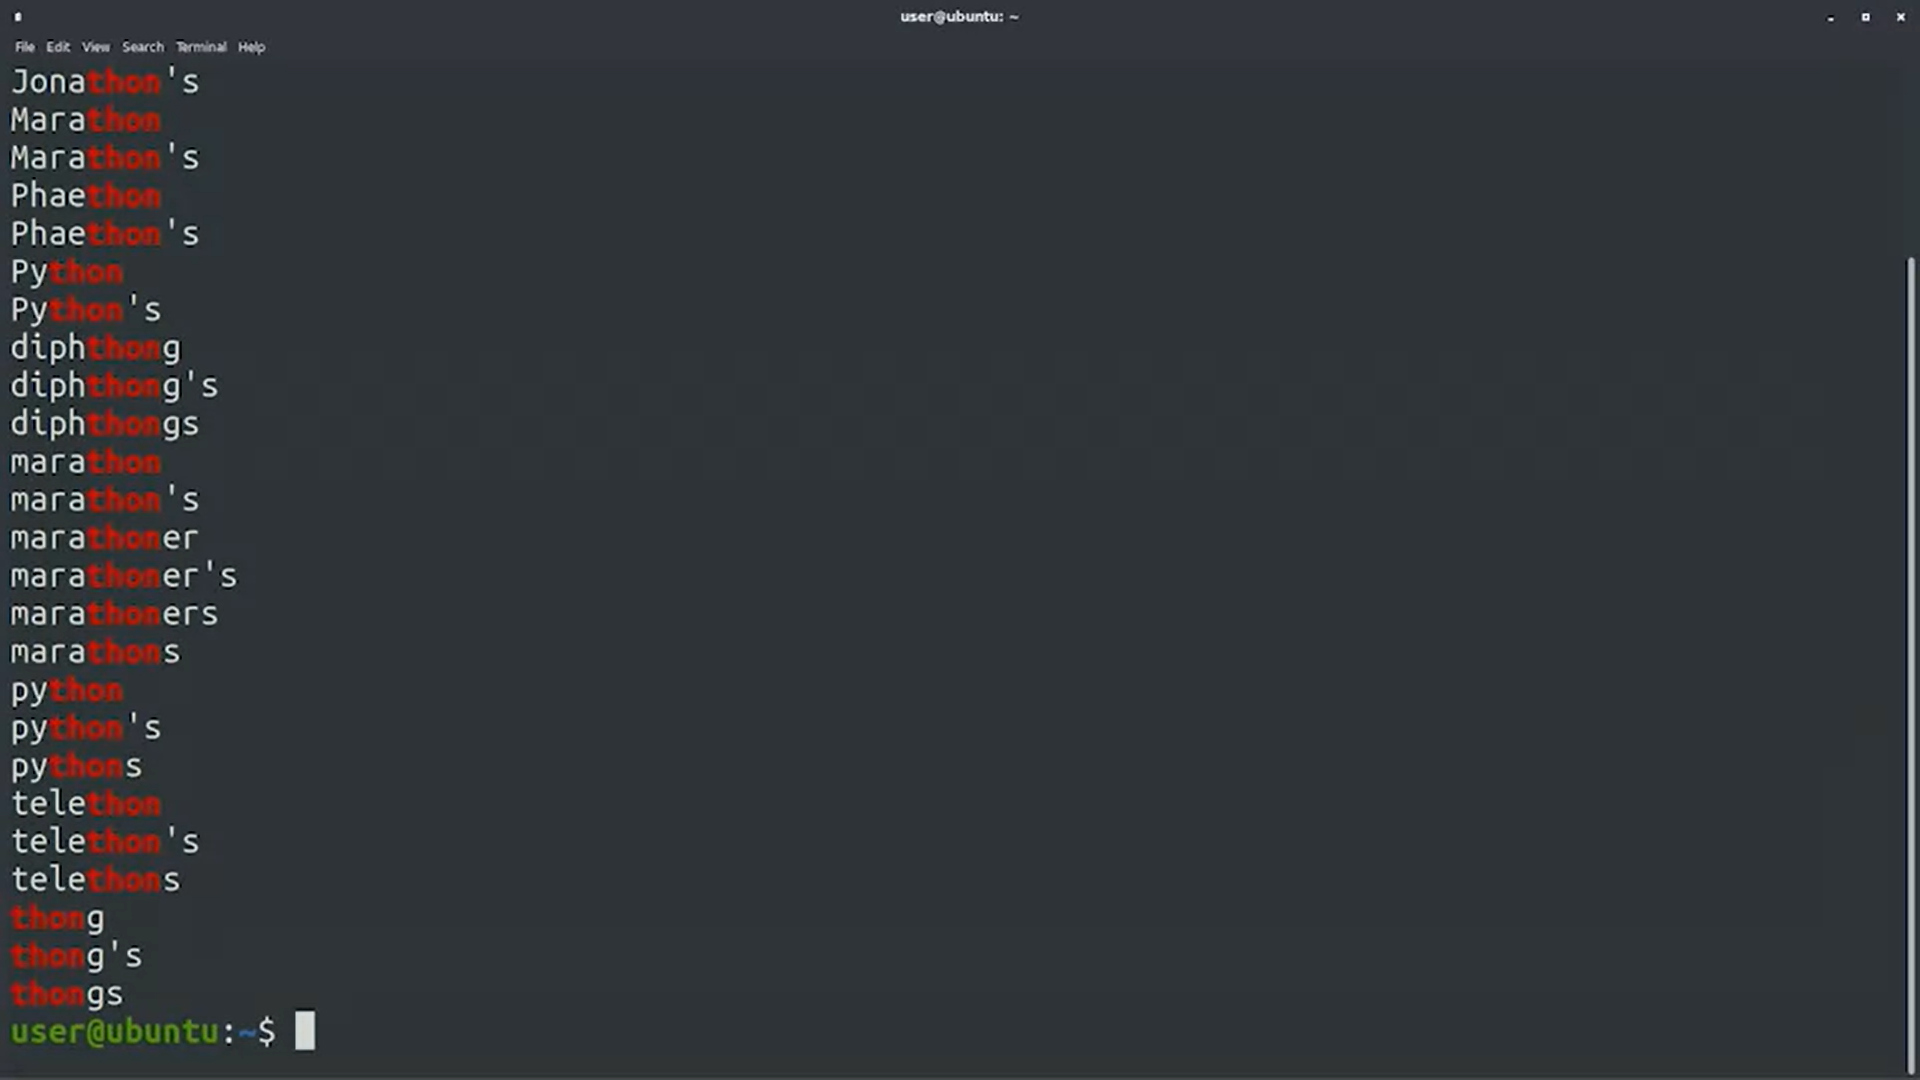 user@ubuntu: ~
File Edit View Search Terminal Help
Jonathon's
Marathon
Marathon's
Phaethon
Phaethon's
Python
Python's
diphthong
diphthong's
diphthongs
marathon
marathon's
marathoner
marathoner's
marathoners
marathons
python
python's
pythons
telethon
telethon's
telethons
thong
thong's
thongs
user@ubuntu:~$